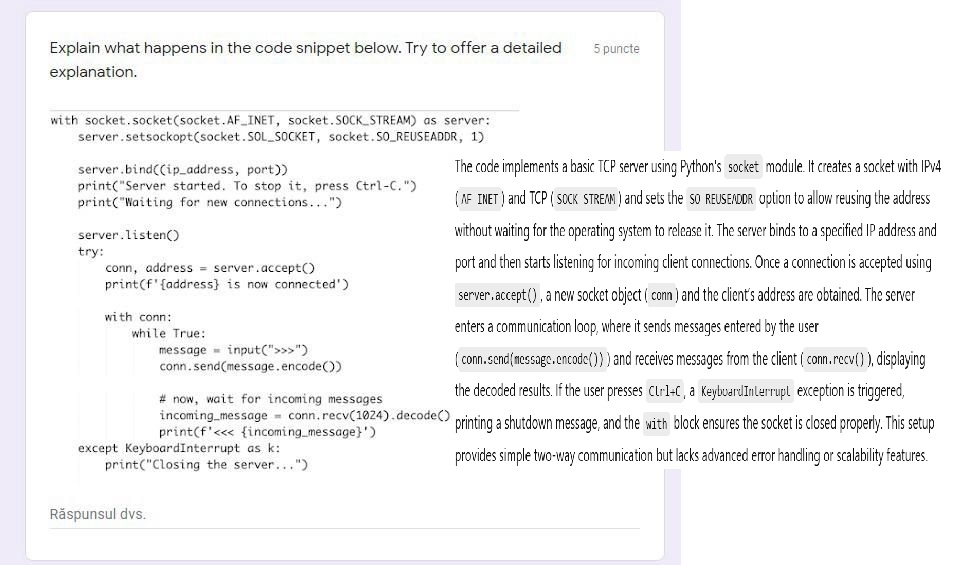 Explain what happens in the code snippet below. Try to offer a detailed
explanation.
5 puncte
with socket.socket(socket.AF_INET, socket.SOCK_STREAM) as server:
    server.setsockopt(socket.SOL_SOCKET, socket.SO_REUSEADDR, 1)
    server.bind((ip_address, port))
    print("Server started. To stop it, press Ctrl-C.")
    print("Waiting for new connections...")
    server.listen()
    try:
        conn, address = server.accept()
        print(f'{address} is now connected')
        with conn:
            while True:
                message = input(">>>")
                conn.send(message.encode())
                # now, wait for incoming messages
                incoming_message = conn.recv(1024).decode()
                print(f'<<< {incoming_message}')
    except KeyboardInterrupt as k:
        print("Closing the server...")
Răspunsul dvs.
The code implements a basic TCP server using Python's socket module. It creates a socket with IPv4
(AF INET) and TCP (SOCK STREAM) and sets the SO REUSEADDR option to allow reusing the address
without waiting for the operating system to release it. The server binds to a specified IP address and
port and then starts listening for incoming client connections. Once a connection is accepted using
server.accept(), a new socket object (conn) and the client's address are obtained. The server
enters a communication loop, where it sends messages entered by the user
(conn.send(message.encode())) and receives messages from the client (conn.recv()), displaying
the decoded results. If the user presses Ctrl+C, a KeyboardInterrupt exception is triggered,
printing a shutdown message, and the with block ensures the socket is closed properly. This setup
provides simple two-way communication but lacks advanced error handling or scalability features.